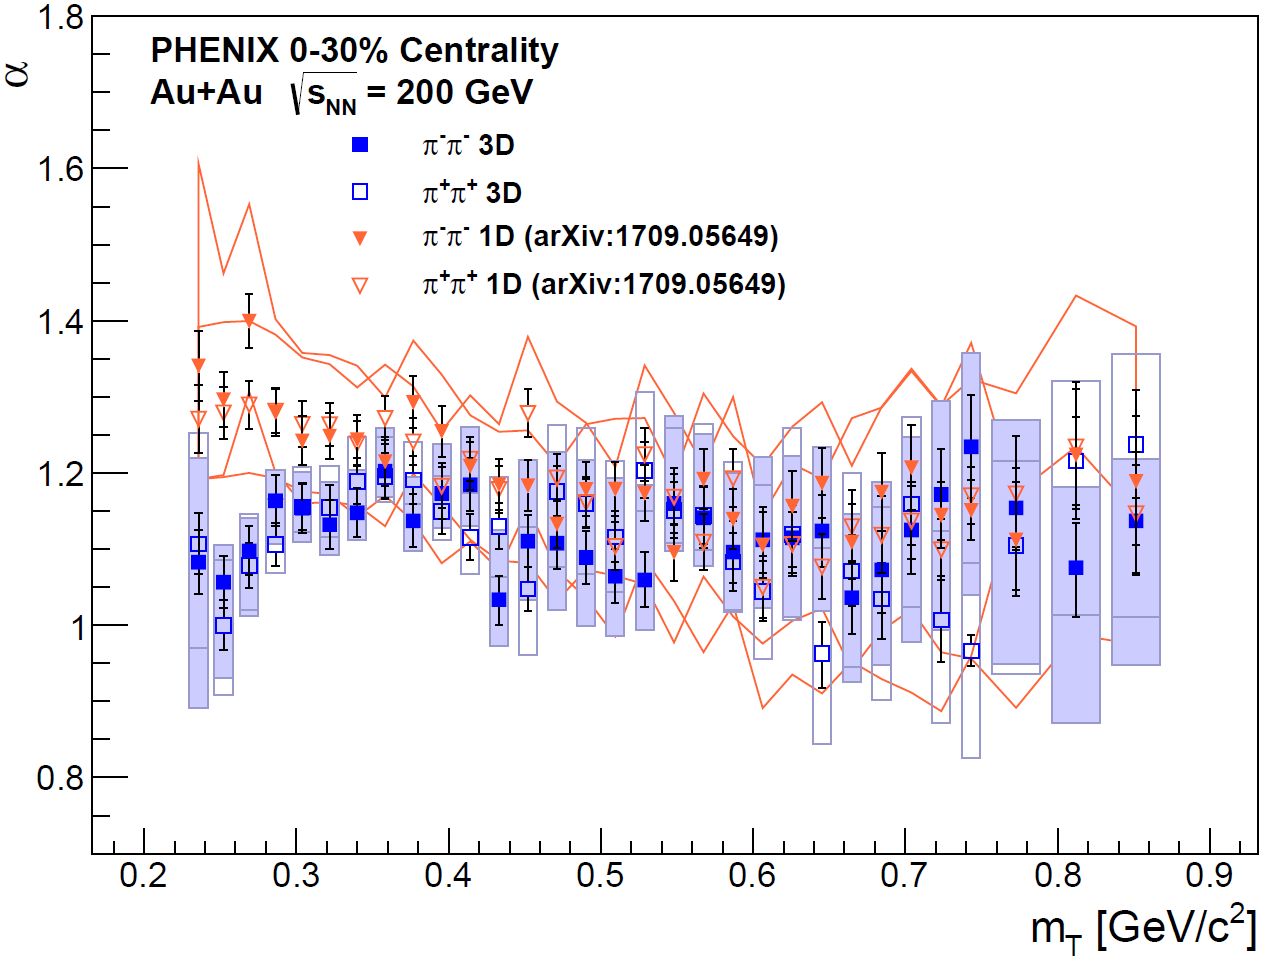 1.8
α
PHENIX 0-30% Centrality
Au+Au √sNN = 200 GeV
π-π- 3D
1.6
π+π+ 3D
π-π- 1D (arXiv:1709.05649)
π+π+ 1D (arXiv:1709.05649)
1.4
1.2
1
0.8
0.2 0.3 0.4 0.5 0.6 0.7 0.8 0.9
mT [GeV/c2]